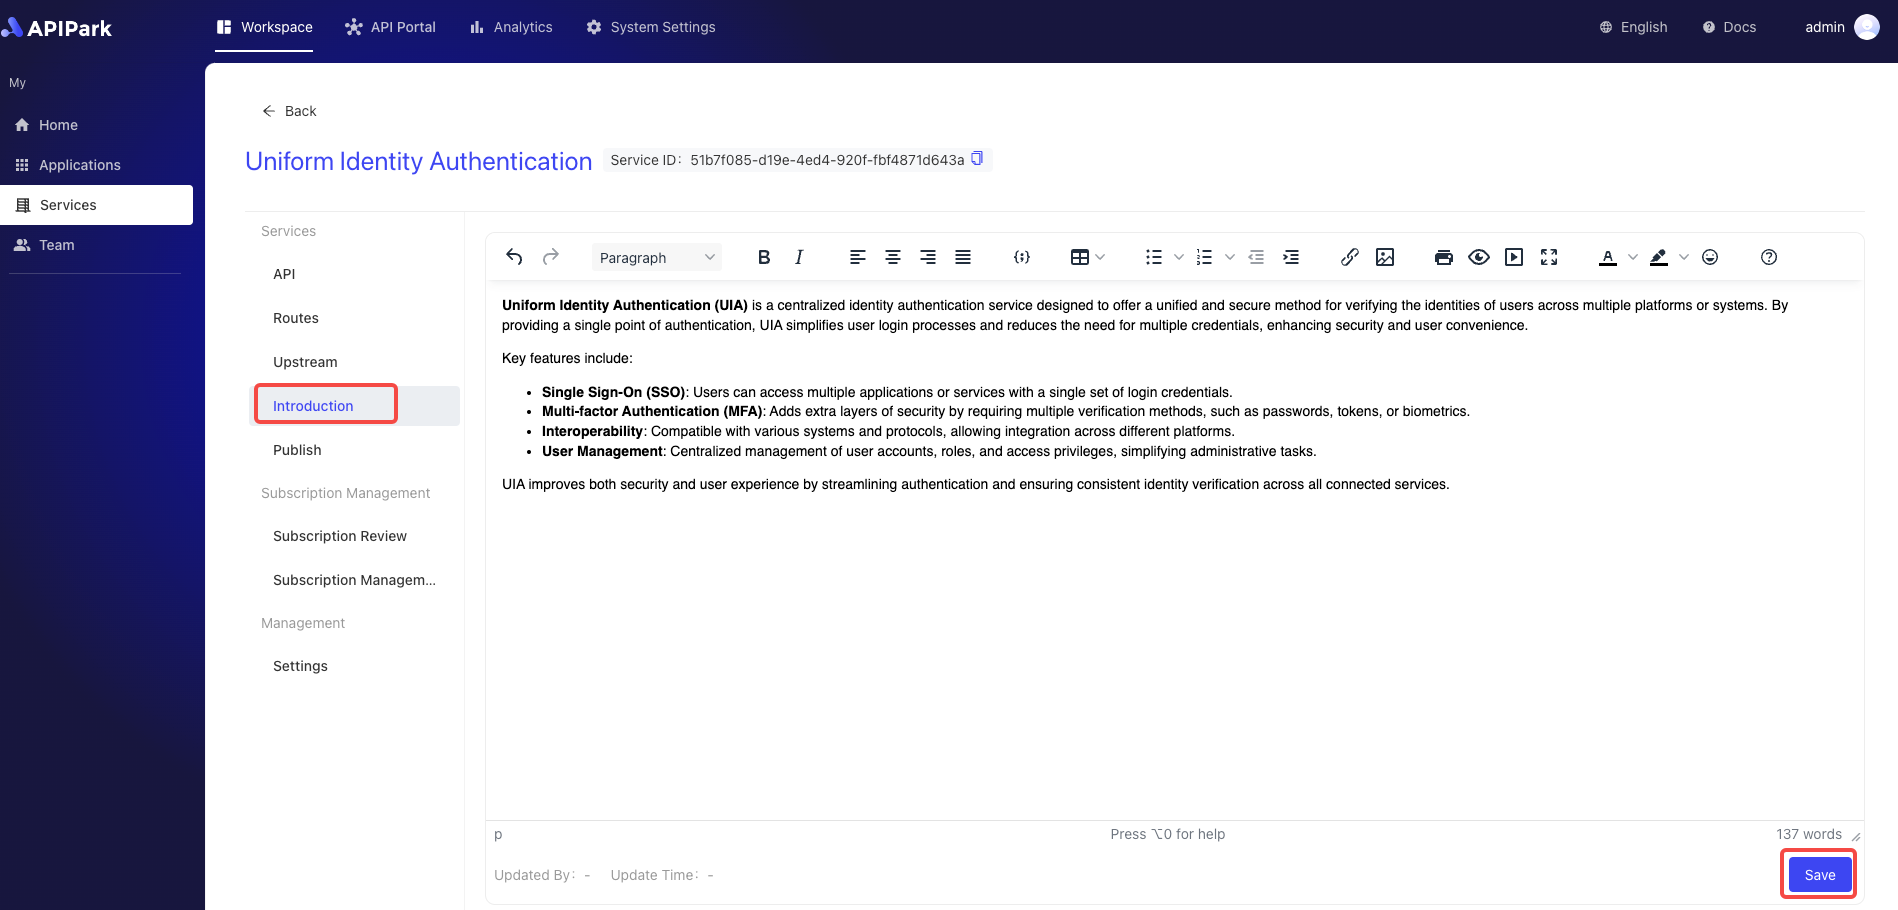 APIPark
Workspace
API Portal
Analytics
System Settings
English
Docs
admin
My
Home
Applications
Services
Team
Back
Uniform Identity Authentication
Service ID: 51b7f085-d19e-4ed4-920f-fbf4871d643a
Services
API
Routes
Upstream
Introduction
Publish
Subscription Management
Subscription Review
Subscription Managem...
Management
Settings
Paragraph
Uniform Identity Authentication (UIA) is a centralized identity authentication service designed to offer a unified and secure method for verifying the identities of users across multiple platforms or systems. By
providing a single point of authentication, UIA simplifies user login processes and reduces the need for multiple credentials, enhancing security and user convenience.
Key features include:
• Single Sign-On (SSO): Users can access multiple applications or services with a single set of login credentials.
• Multi-factor Authentication (MFA): Adds extra layers of security by requiring multiple verification methods, such as passwords, tokens, or biometrics.
• Interoperability: Compatible with various systems and protocols, allowing integration across different platforms.
• User Management: Centralized management of user accounts, roles, and access privileges, simplifying administrative tasks.
UIA improves both security and user experience by streamlining authentication and ensuring consistent identity verification across all connected services.
p
Press ⌥0 for help
137 words
Updated By: -
Update Time: -
Save